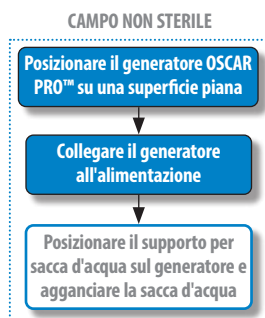 CAMPO NON STERILE
Posizionare il generatore OSCAR
PRO™ su una superficie piana
Collegare il generatore
all'alimentazione
Posizionare il supporto per
sacca d'acqua sul generatore e
agganciare la sacca d'acqua